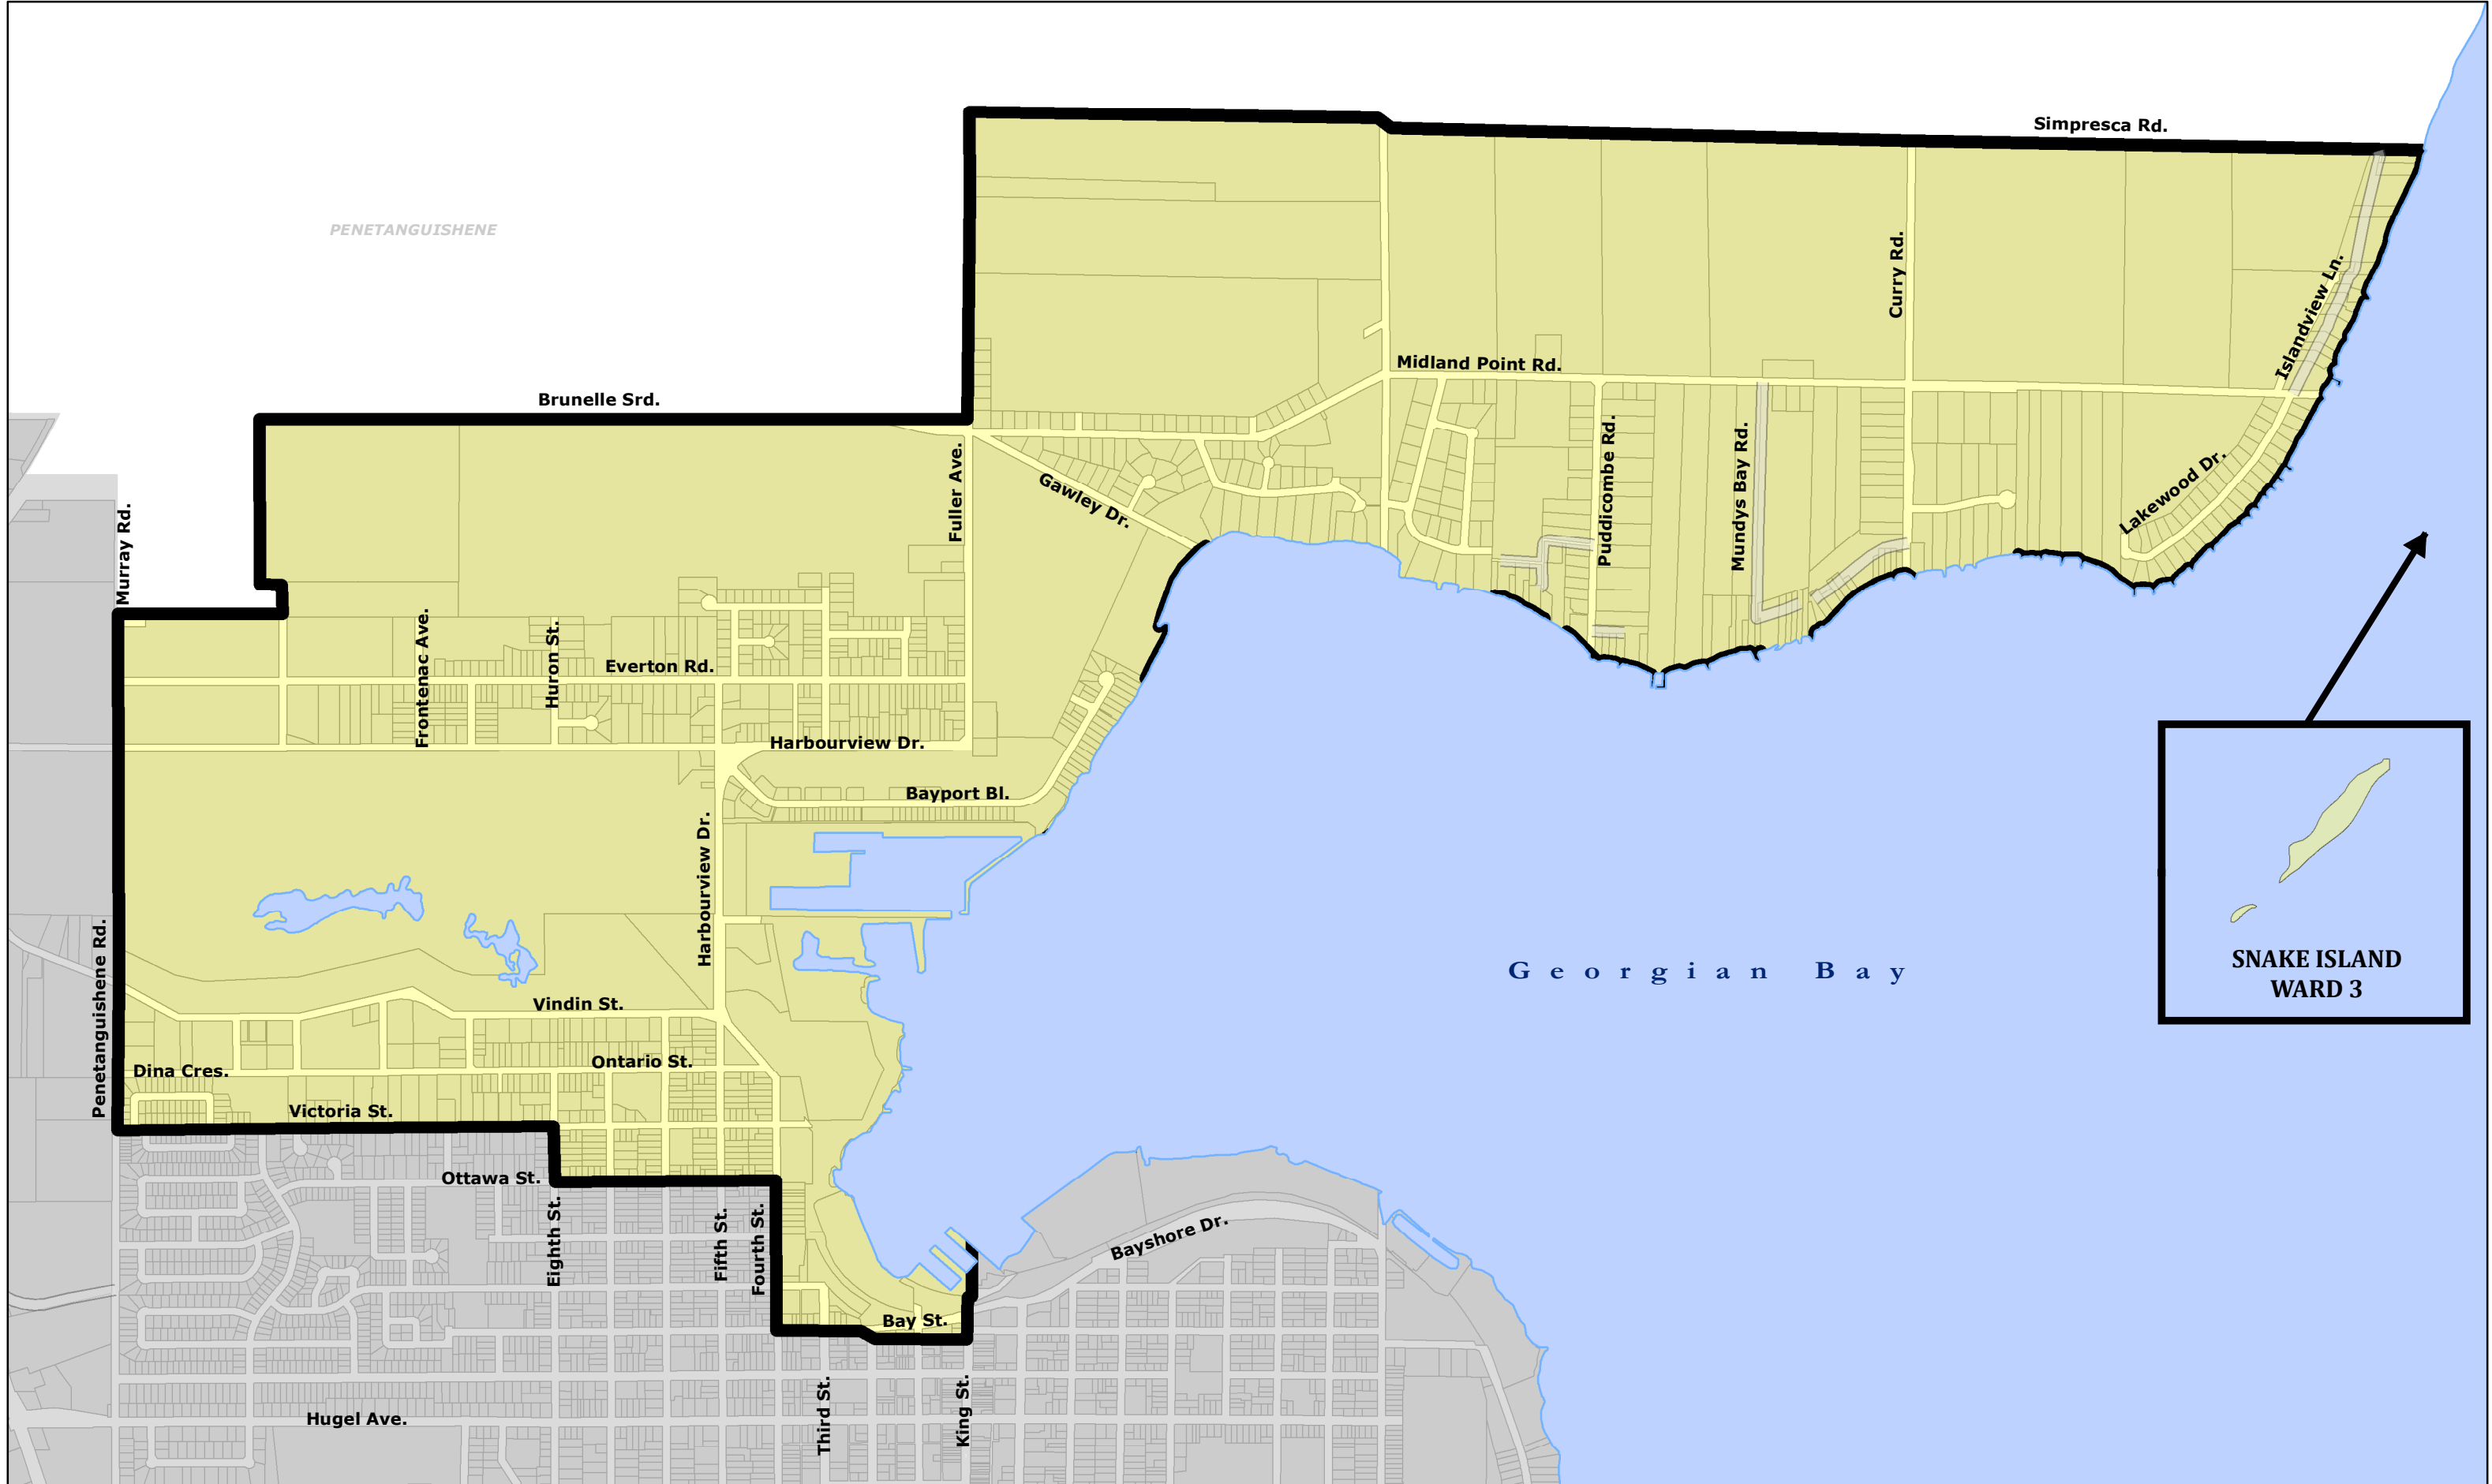 Simpresca Rd.
PENETANGUISHENE
Curry Rd.
Islandview Ln.
Midland Point Rd.
Brunelle Srd.
Fuller Ave.
Gawley Dr.
Puddicombe Rd.
Mundys Bay Rd.
Lakewood Dr.
Murray Rd.
Frontenac Ave.
Huron St.
Everton Rd.
Harbourview Dr.
Bayport Bl.
Harbourview Dr.
Penetanguishene Rd.
Georgian Bay
SNAKE ISLAND
WARD 3
Vindin St.
Ontario St.
Dina Cres.
Victoria St.
Ottawa St.
Eighth St.
Fifth St.
Fourth St.
Bayshore Dr.
Bay St.
Third St.
King St.
Hugel Ave.